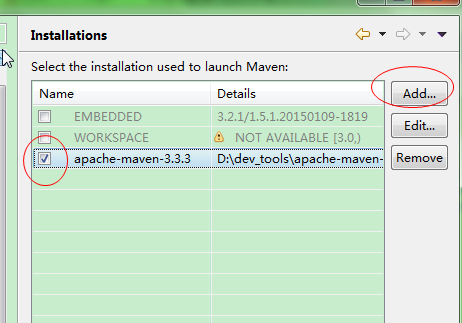 Installations
Select the installation used to launch Maven:
Name Details
Add...
EMBEDDED 3.2.1/1.5.1.20150109-1819
Edit...
WORKSPACE NOT AVAILABLE [3.0,)
apache-maven-3.3.3 D:\dev_tools\apache-maven-
Remove